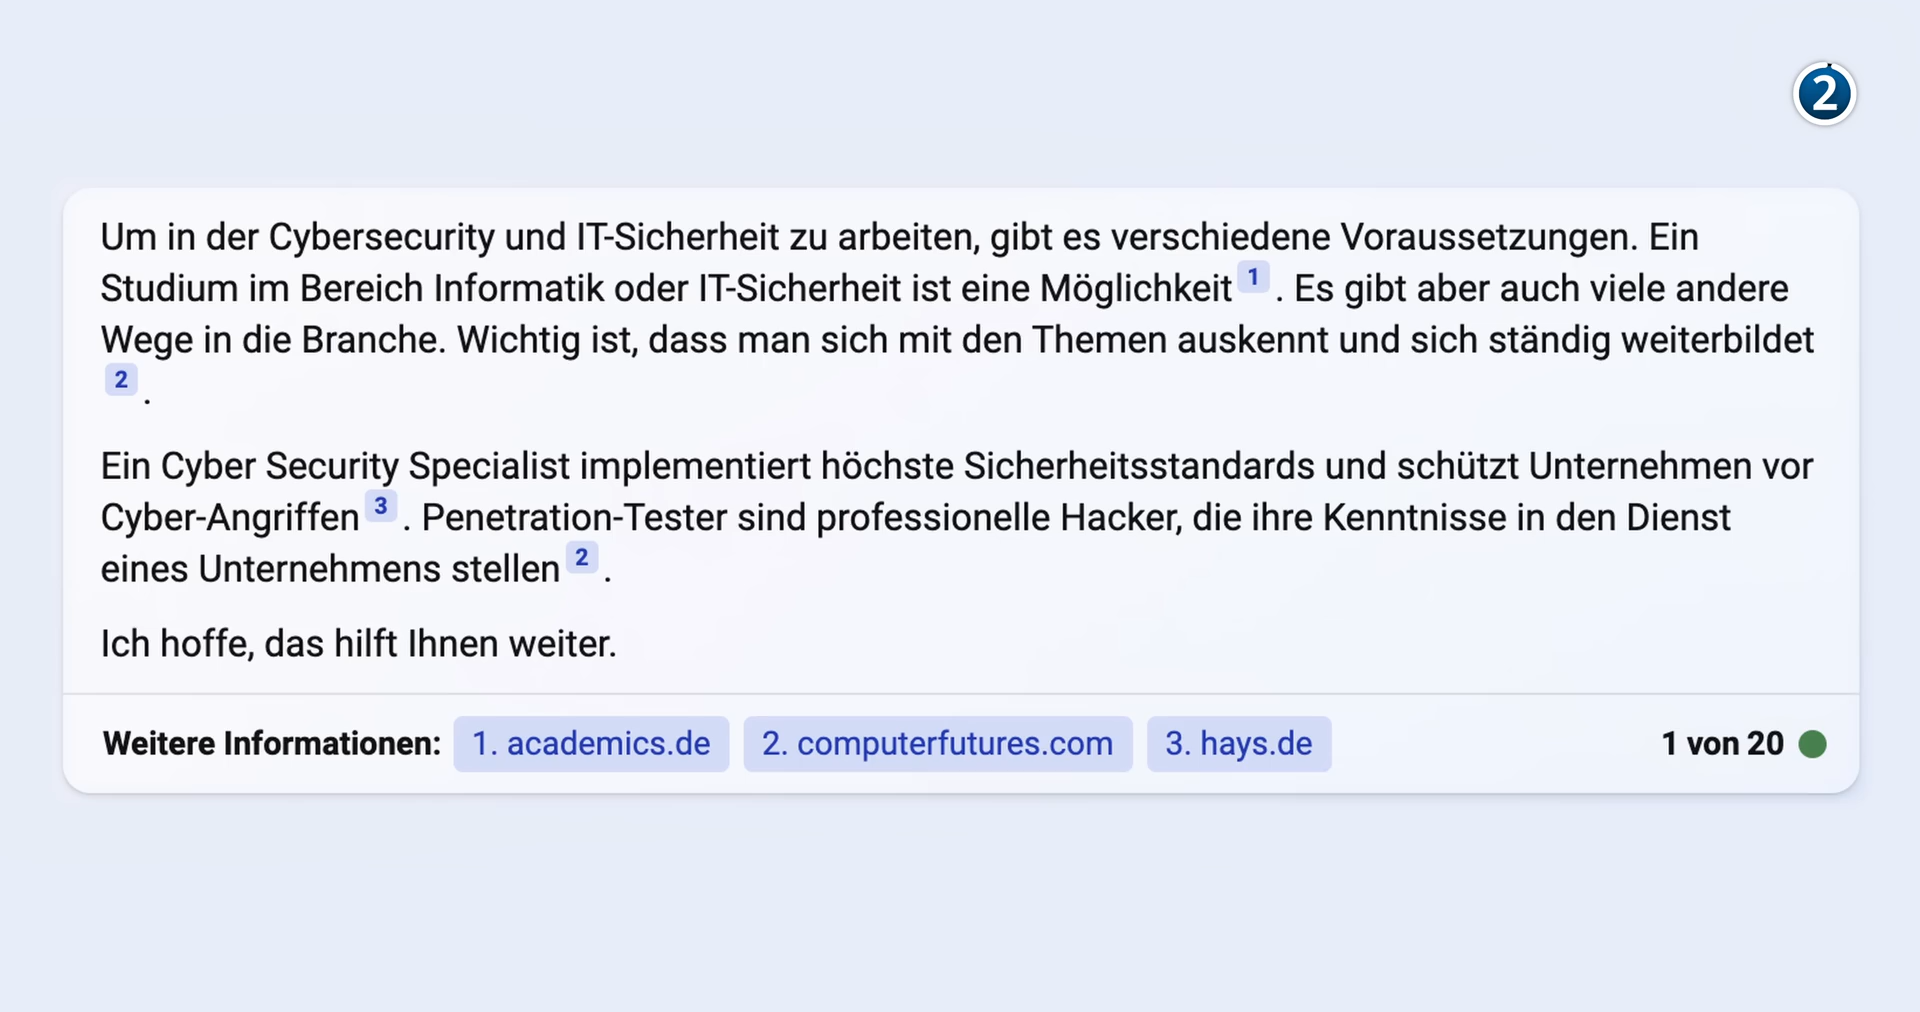 2
Um in der Cybersecurity und IT-Sicherheit zu arbeiten, gibt es verschiedene Voraussetzungen. Ein
Studium im Bereich Informatik oder IT-Sicherheit ist eine Möglichkeit 1 . Es gibt aber auch viele andere
Wege in die Branche. Wichtig ist, dass man sich mit den Themen auskennt und sich ständig weiterbildet
2 .
Ein Cyber Security Specialist implementiert höchste Sicherheitsstandards und schützt Unternehmen vor
Cyber-Angriffen 3 . Penetration-Tester sind professionelle Hacker, die ihre Kenntnisse in den Dienst
eines Unternehmens stellen 2 .
Ich hoffe, das hilft Ihnen weiter.
Weitere Informationen: 1. academics.de 2. computerfutures.com 3. hays.de 1 von 20